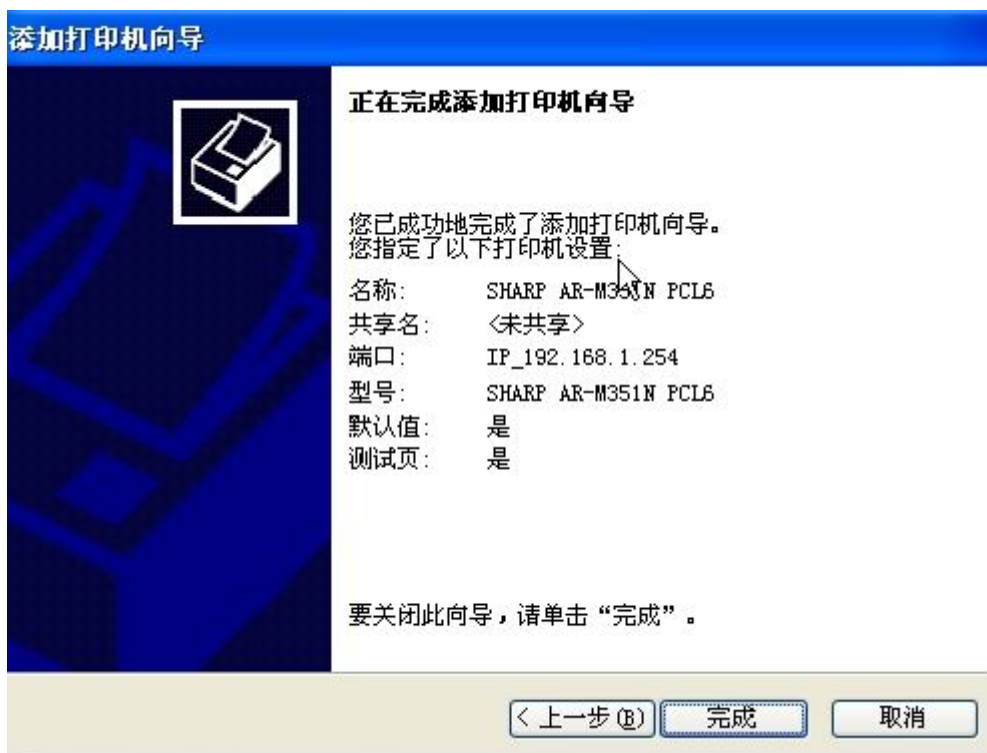 添加打印机向导
正在完成添加打印机向导
您已成功地完成了添加打印机向导。
您指定了以下打印机设置:
名称: SHARP AR-M351N PCL6
共享名: <未共享>
端口: IP_192.168.1.254
型号: SHARP AR-M351N PCL6
默认值: 是
测试页: 是
要关闭此向导,请单击“完成”。
< 上一步(B) 完成 取消